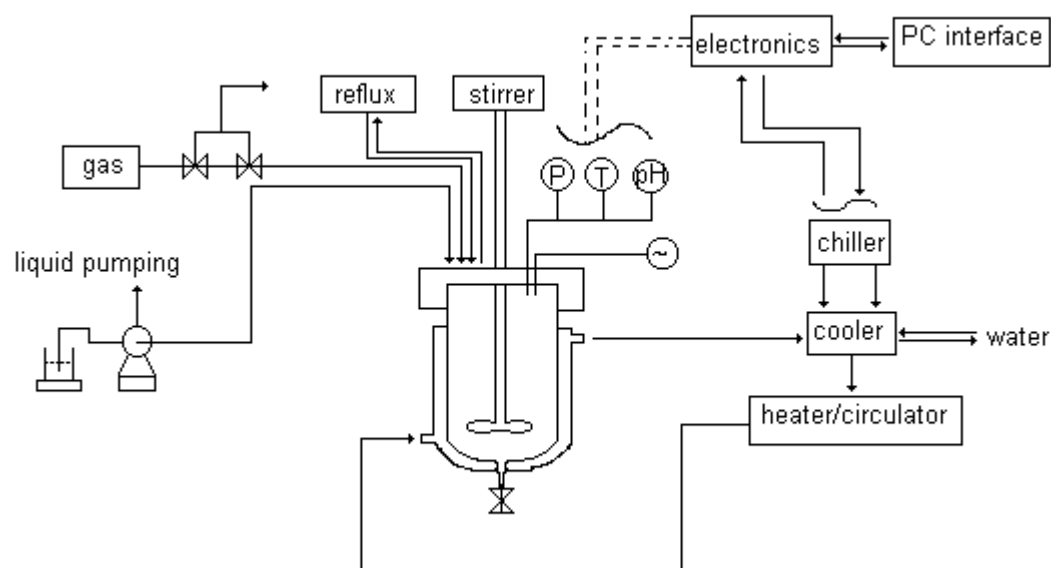 electronics
PC interface
reflux
stirrer
gas
P
T
pH
~
chiller
liquid pumping
cooler
water
heater/circulator